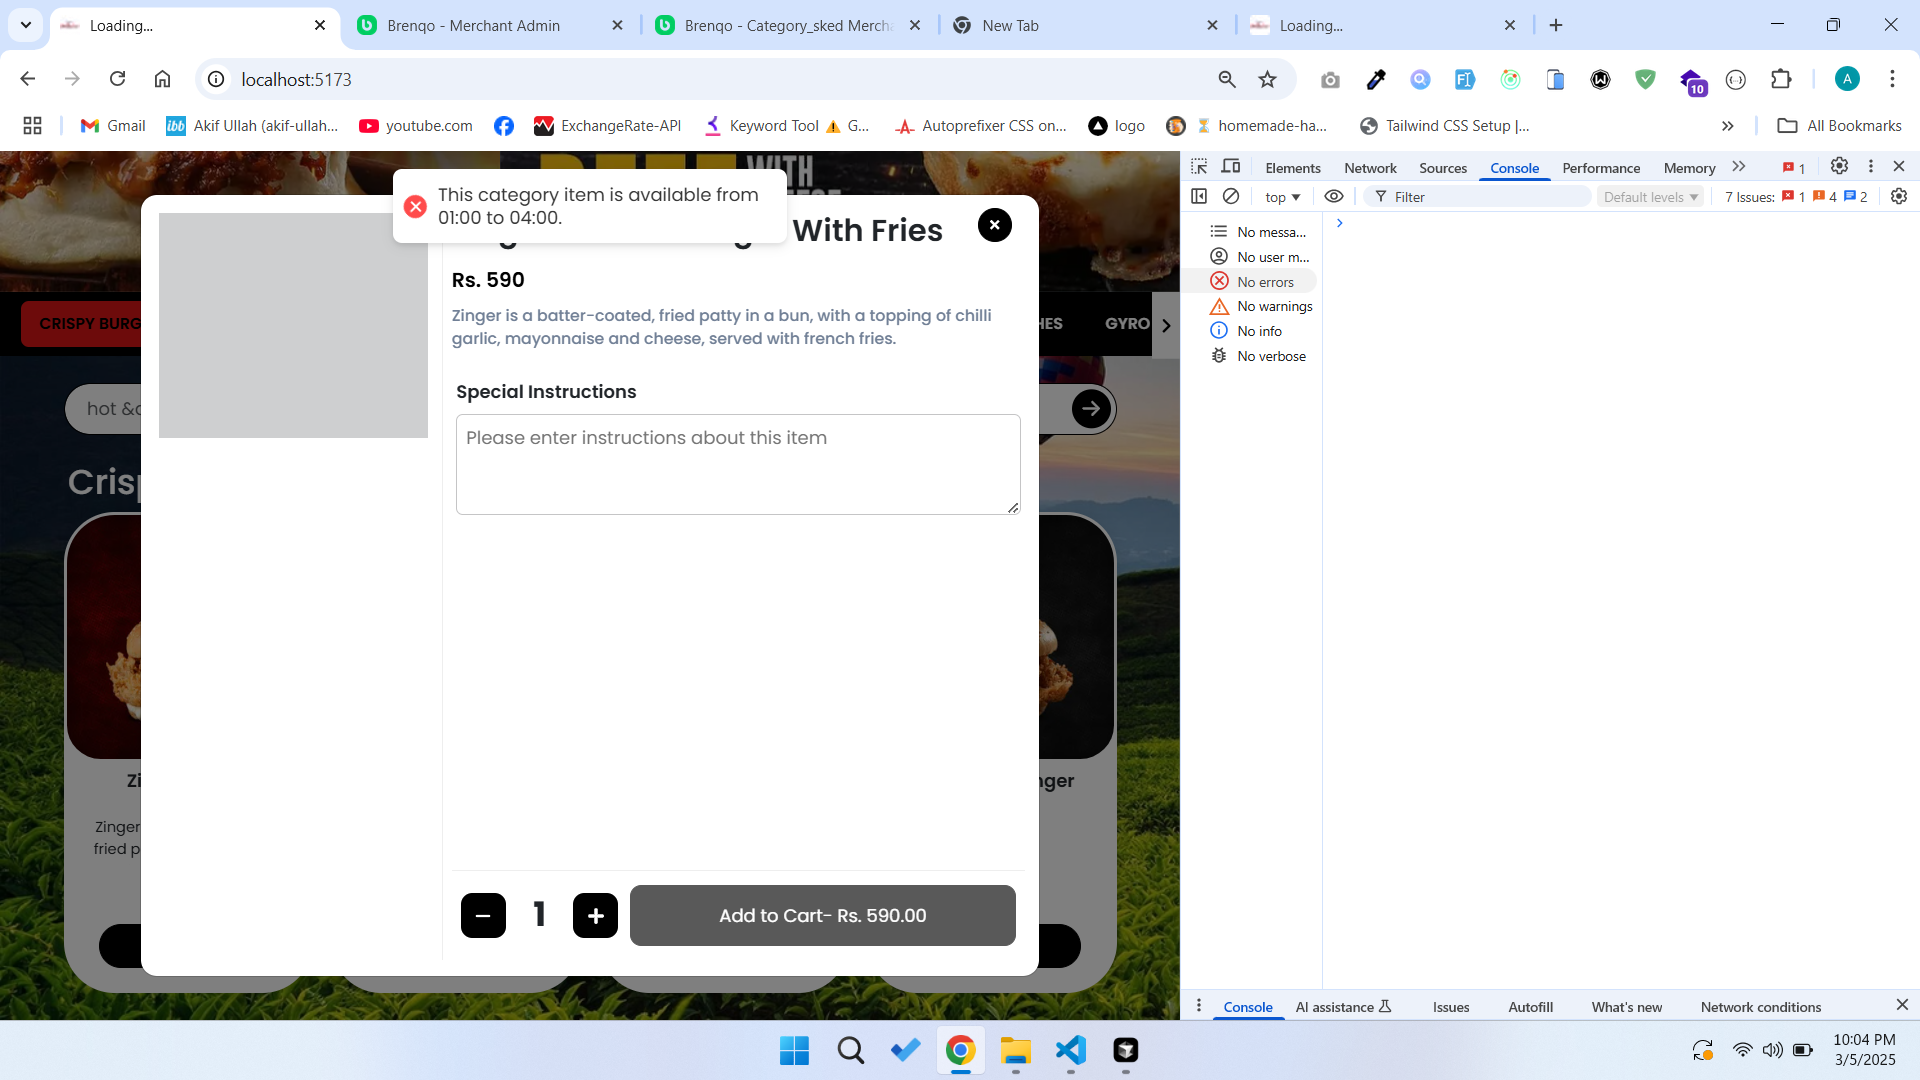 Loading...
Brenqo - Merchant Admin
Brenqo - Category_sked Mercha
New Tab
Loading...
localhost:5173
10
A
Gmail
Akif Ullah (akif-ullah...
youtube.com
ExchangeRate-API
Keyword Tool ⚠ G...
Autoprefixer CSS on...
logo
homemade-ha...
Tailwind CSS Setup |...
All Bookmarks
WITH
This category item is available from
01:00 to 04:00.
With Fries
Rs. 590
Zinger is a batter-coated, fried patty in a bun, with a topping of chilli
garlic, mayonnaise and cheese, served with french fries.
CRISPY BURG
HES
GYRO
Special Instructions
hot &c
Please enter instructions about this item
Crisp
Zi
nger
Zinger
fried p
1
Add to Cart- Rs. 590.00
Elements
Network
Sources
Console
Performance
Memory
1
top
Filter
Default levels
7 Issues:
1
4
2
No messa...
No user m...
No errors
No warnings
No info
No verbose
Console
AI assistance
Issues
Autofill
What's new
Network conditions
10:04 PM
3/5/2025